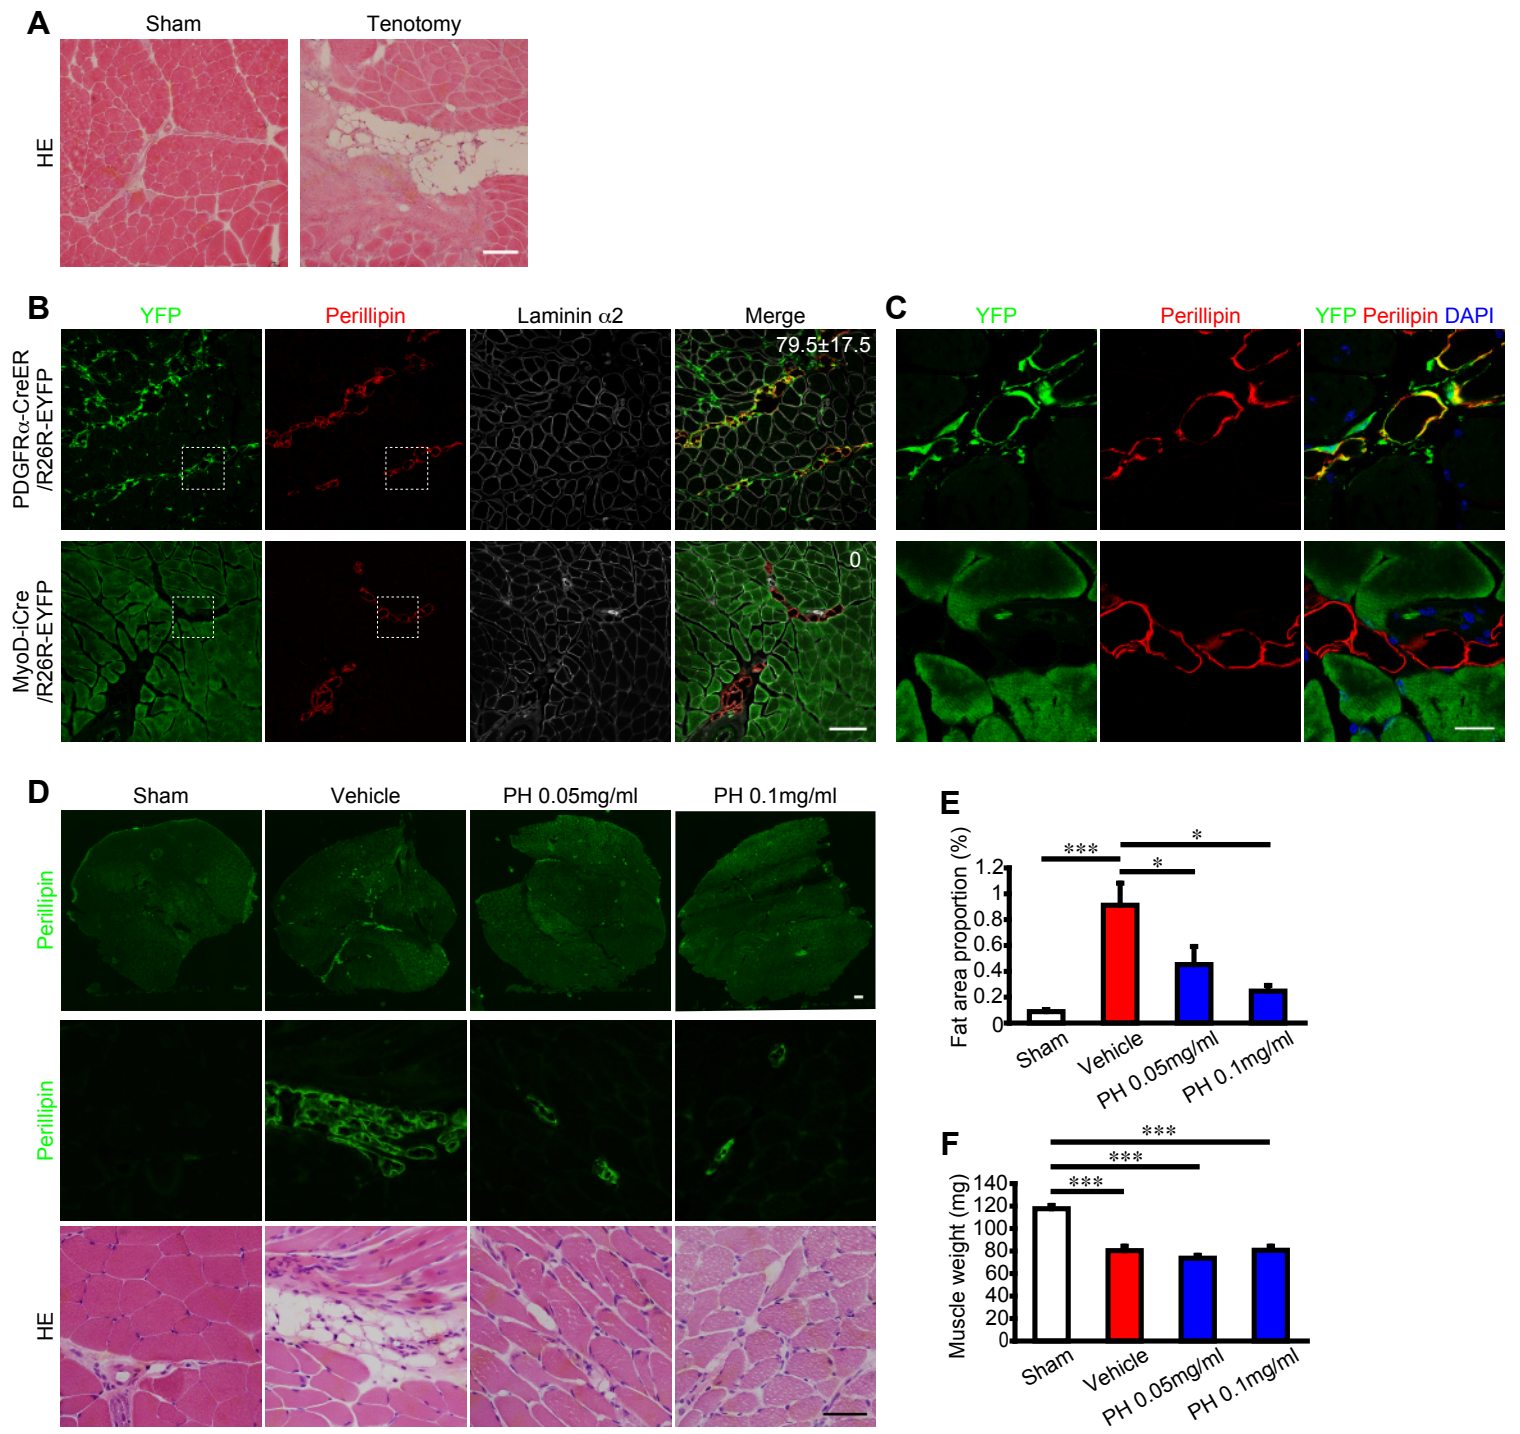 A
Sham
Tenotomy
HE
B
YFP
Perillipin
Laminin α2
Merge
PDGFRα-CreER
/R26R-EYFP
79.5±17.5
MyoD-iCre
/R26R-EYFP
0
C
YFP
Perillipin
YFP Perilipin DAPI
D
Sham
Vehicle
PH 0.05mg/ml
PH 0.1mg/ml
Perillipin
Perillipin
HE
E
Fat area proportion (%)
1.2
1
0.8
0.6
0.4
0.2
0
***
*
*
Sham
Vehicle
PH 0.05mg/ml
PH 0.1mg/ml
F
Muscle weight (mg)
140
120
100
80
60
40
20
0
***
***
***
Sham
Vehicle
PH 0.05mg/ml
PH 0.1mg/ml